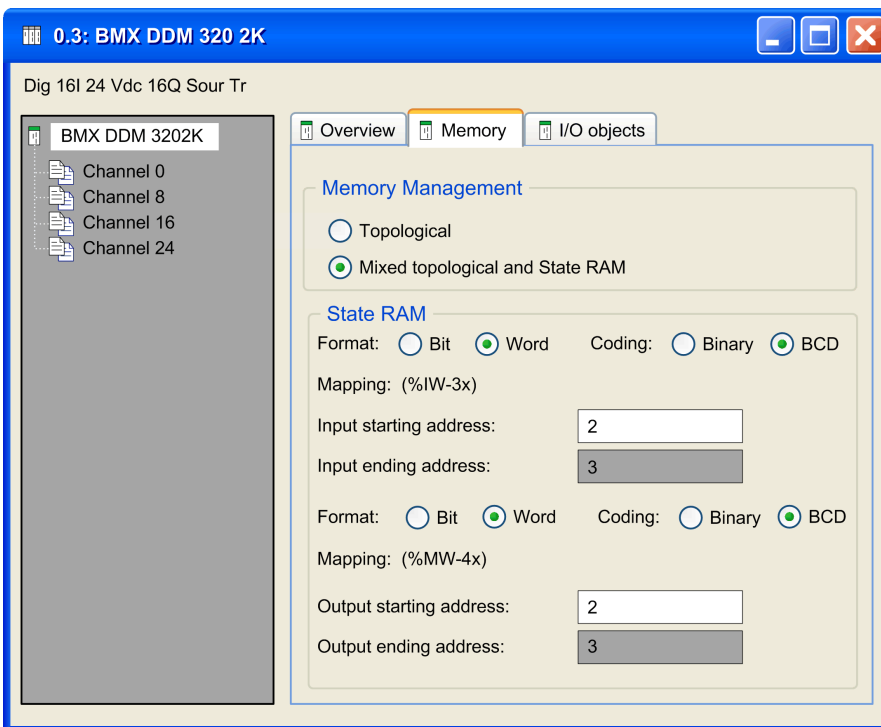 0.3: BMX DDM 320 2K
Dig 16I 24 Vdc 16Q Sour Tr
BMX DDM 3202K
Channel 0
Channel 8
Channel 16
Channel 24
Overview Memory I/O objects
Memory Management
Topological
Mixed topological and State RAM
State RAM
Format: Bit Word Coding: Binary BCD
Mapping: (%IW-3x)
Input starting address: 2
Input ending address: 3
Format: Bit Word Coding: Binary BCD
Mapping: (%MW-4x)
Output starting address: 2
Output ending address: 3